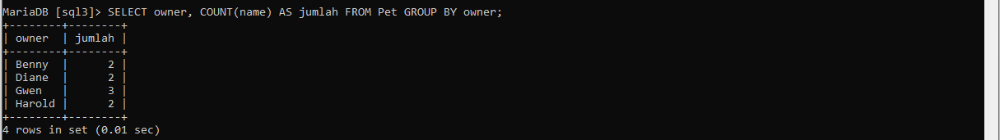 MariaDB [sql3]> SELECT owner, COUNT(name) AS jumlah FROM Pet GROUP BY owner;
+--------+--------+
| owner  | jumlah |
+--------+--------+
| Benny  |      2 |
| Diane  |      2 |
| Gwen   |      3 |
| Harold |      2 |
+--------+--------+
4 rows in set (0.01 sec)